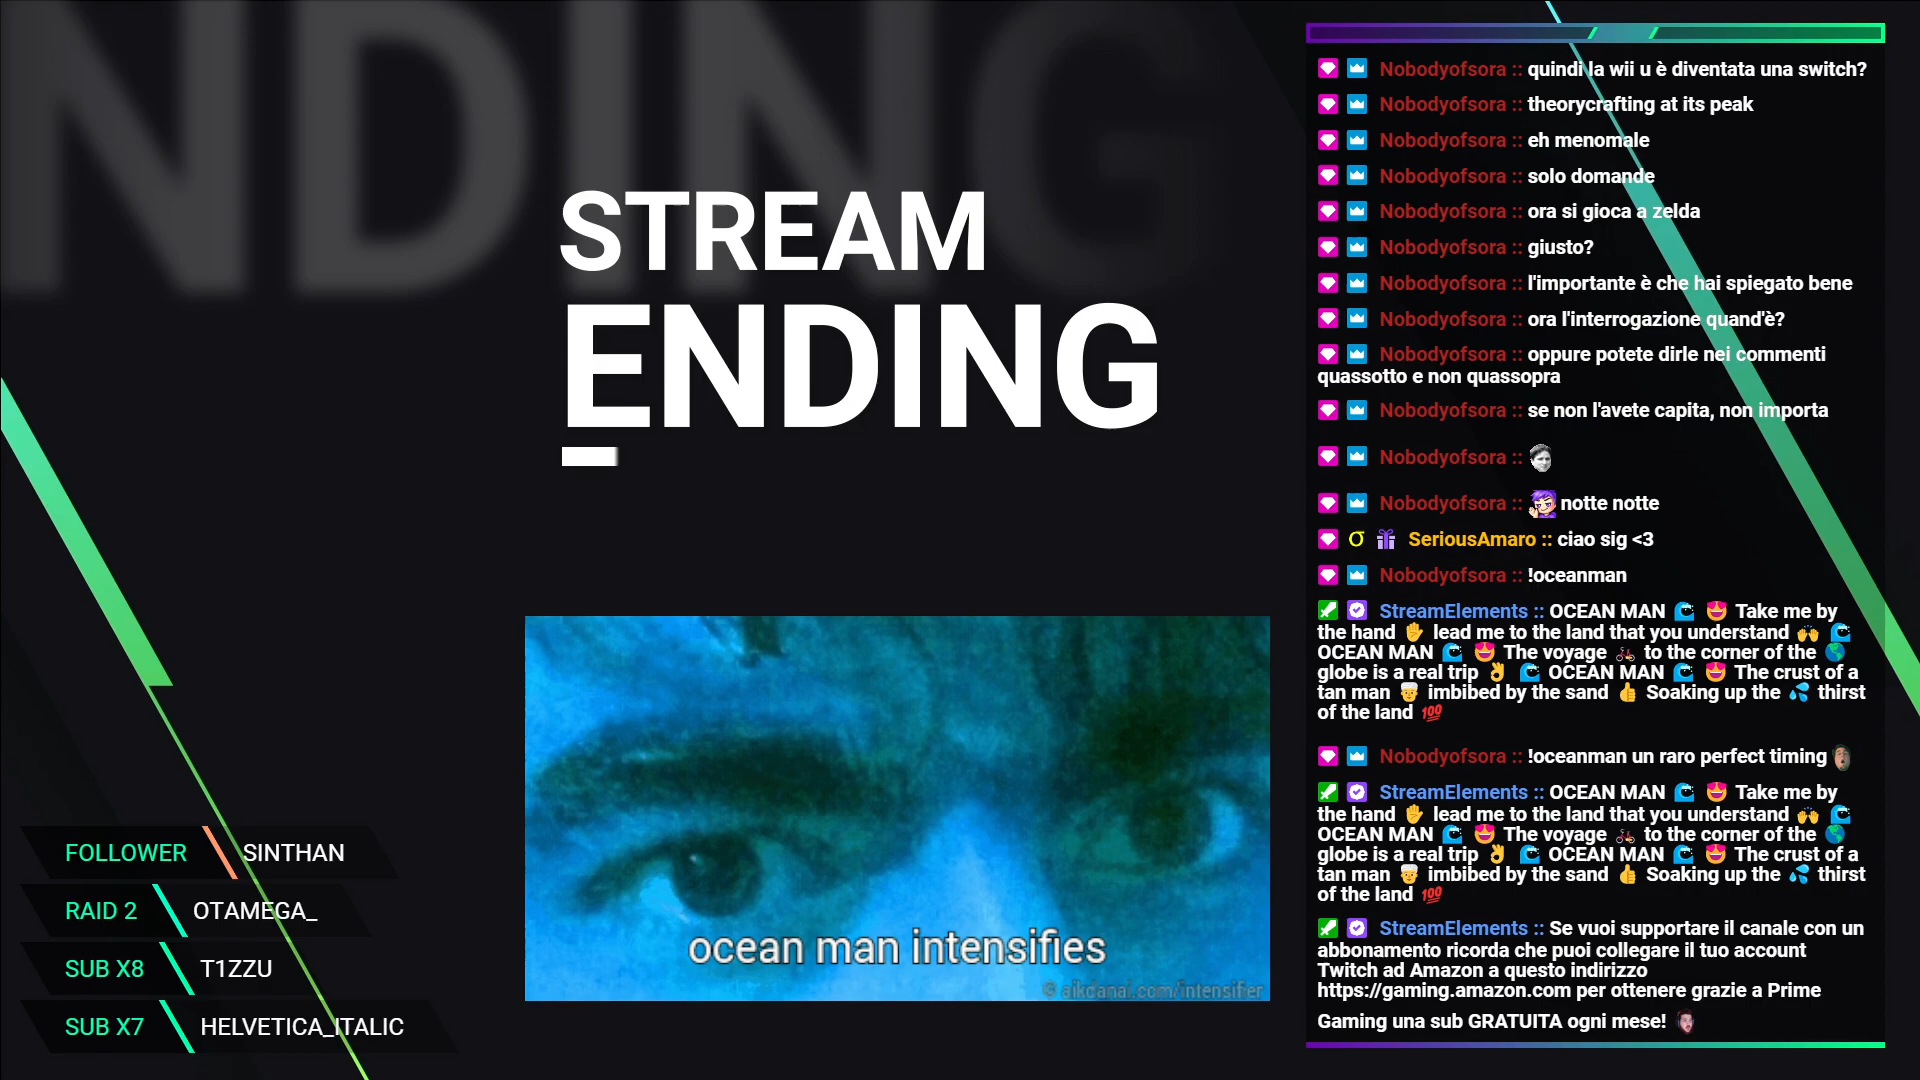 NDING
STREAM
ENDING
ocean man intensifies
© aikdanai.com/intensifier
FOLLOWER SINTHAN
RAID 2 OTAMEGA_
SUB X8 T1ZZU
SUB X7 HELVETICA_ITALIC
Nobodyofsora :: quindi la wii u è diventata una switch?
Nobodyofsora :: theorycrafting at its peak
Nobodyofsora :: eh menomale
Nobodyofsora :: solo domande
Nobodyofsora :: ora si gioca a zelda
Nobodyofsora :: giusto?
Nobodyofsora :: l'importante è che hai spiegato bene
Nobodyofsora :: ora l'interrogazione quand'è?
Nobodyofsora :: oppure potete dirle nei commenti
quassotto e non quassopra
Nobodyofsora :: se non l'avete capita, non importa
Nobodyofsora ::
Nobodyofsora :: notte notte
σ SeriousAmaro :: ciao sig <3
Nobodyofsora :: !oceanman
StreamElements :: OCEAN MAN 🌊 😍 Take me by
the hand ✋ lead me to the land that you understand 🙌 🌊
OCEAN MAN 🌊 😍 The voyage 🚲 to the corner of the 🌎
globe is a real trip 👌 🌊 OCEAN MAN 🌊 😍 The crust of a
tan man 👳 imbibed by the sand 👍 Soaking up the 💦 thirst
of the land 💯
Nobodyofsora :: !oceanman un raro perfect timing
StreamElements :: OCEAN MAN 🌊 😍 Take me by
the hand ✋ lead me to the land that you understand 🙌 🌊
OCEAN MAN 🌊 😍 The voyage 🚲 to the corner of the 🌎
globe is a real trip 👌 🌊 OCEAN MAN 🌊 😍 The crust of a
tan man 👳 imbibed by the sand 👍 Soaking up the 💦 thirst
of the land 💯
StreamElements :: Se vuoi supportare il canale con un
abbonamento ricorda che puoi collegare il tuo account
Twitch ad Amazon a questo indirizzo
https://gaming.amazon.com per ottenere grazie a Prime
Gaming una sub GRATUITA ogni mese!